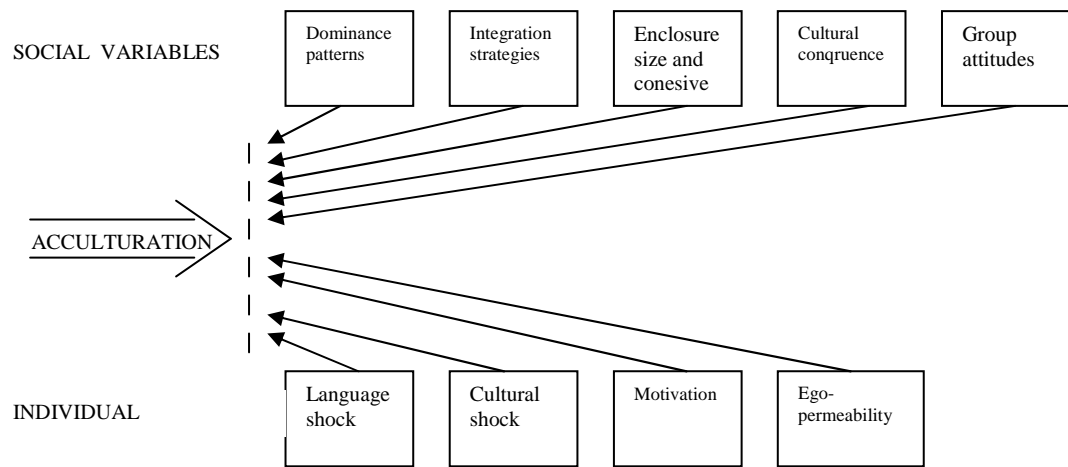 SOCIAL VARIABLES
Dominance
patterns
Integration
strategies
Enclosure
size and
conesive
Cultural
conqruence
Group
attitudes
ACCULTURATION
INDIVIDUAL
Language
shock
Cultural
shock
Motivation
Ego-
permeability